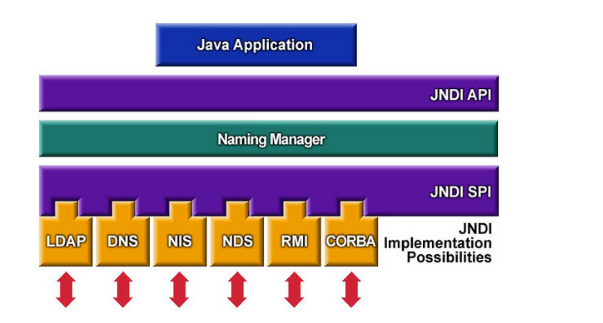 Java Application
JNDI API
Naming Manager
JNDI SPI
LDAP DNS NIS NDS RMI CORBA
JNDI
Implementation
Possibilities